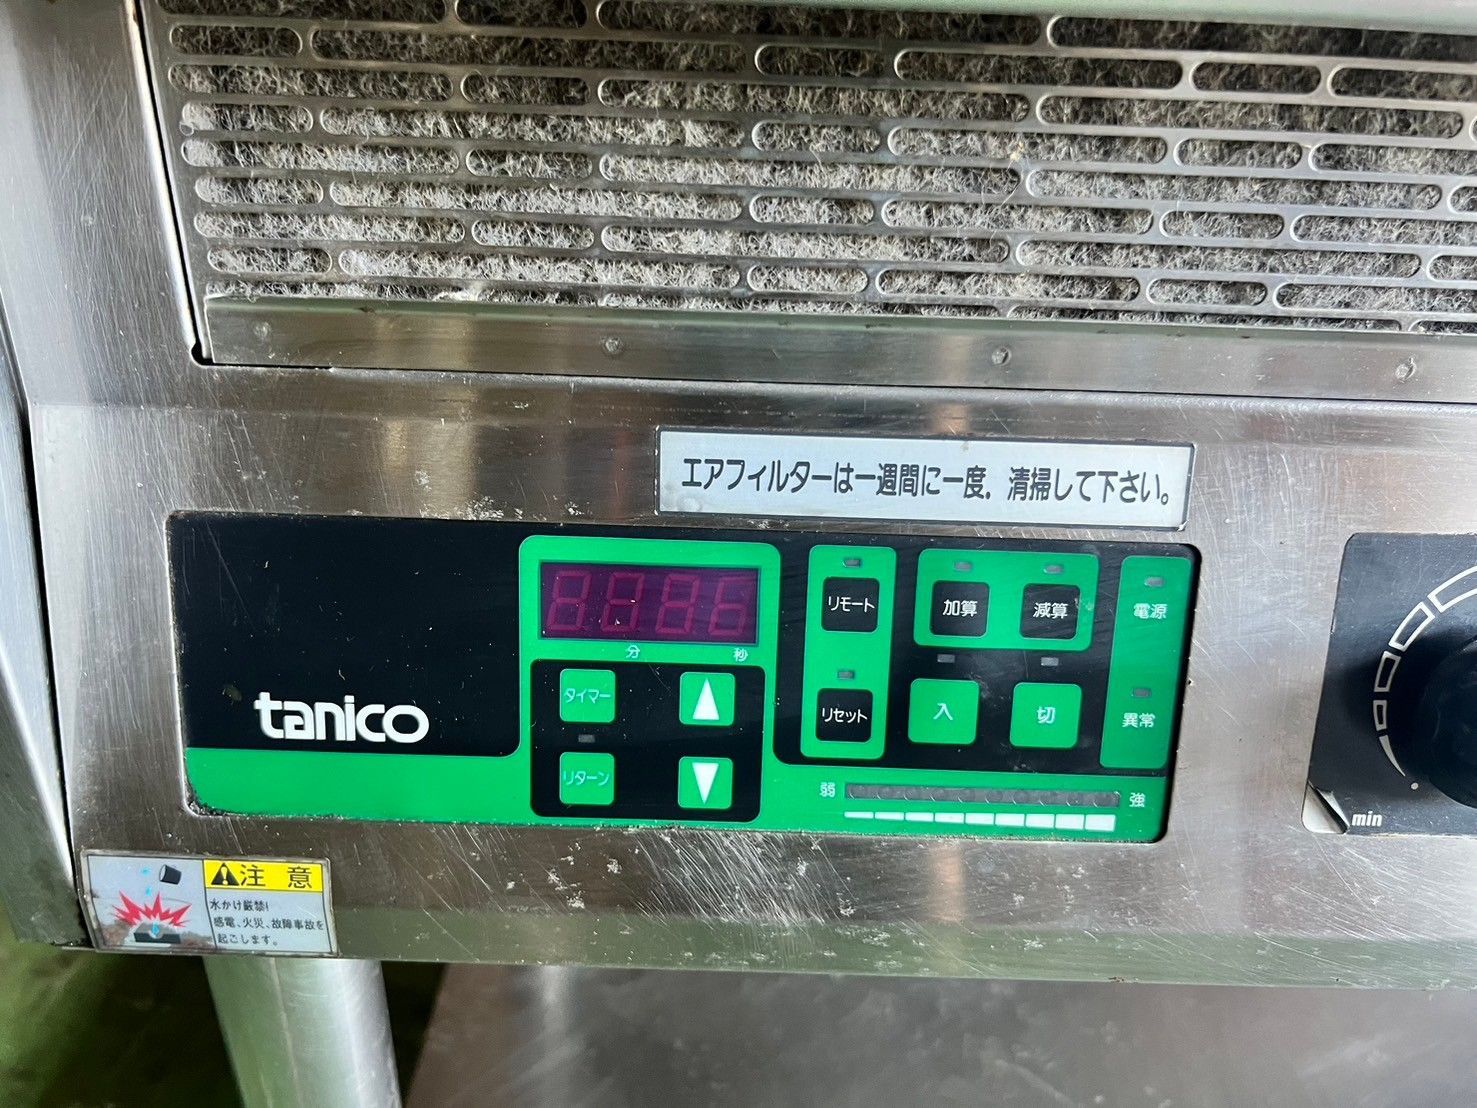 エアフィルターは一週間に一度、清掃して下さい。
tanico
分 秒
タイマー
リターン
リモート
リセット
加算 減算
入 切
電源
異常
弱 強
min
注 意
水かけ厳禁!
感電、火災、故障事故を
起こします。